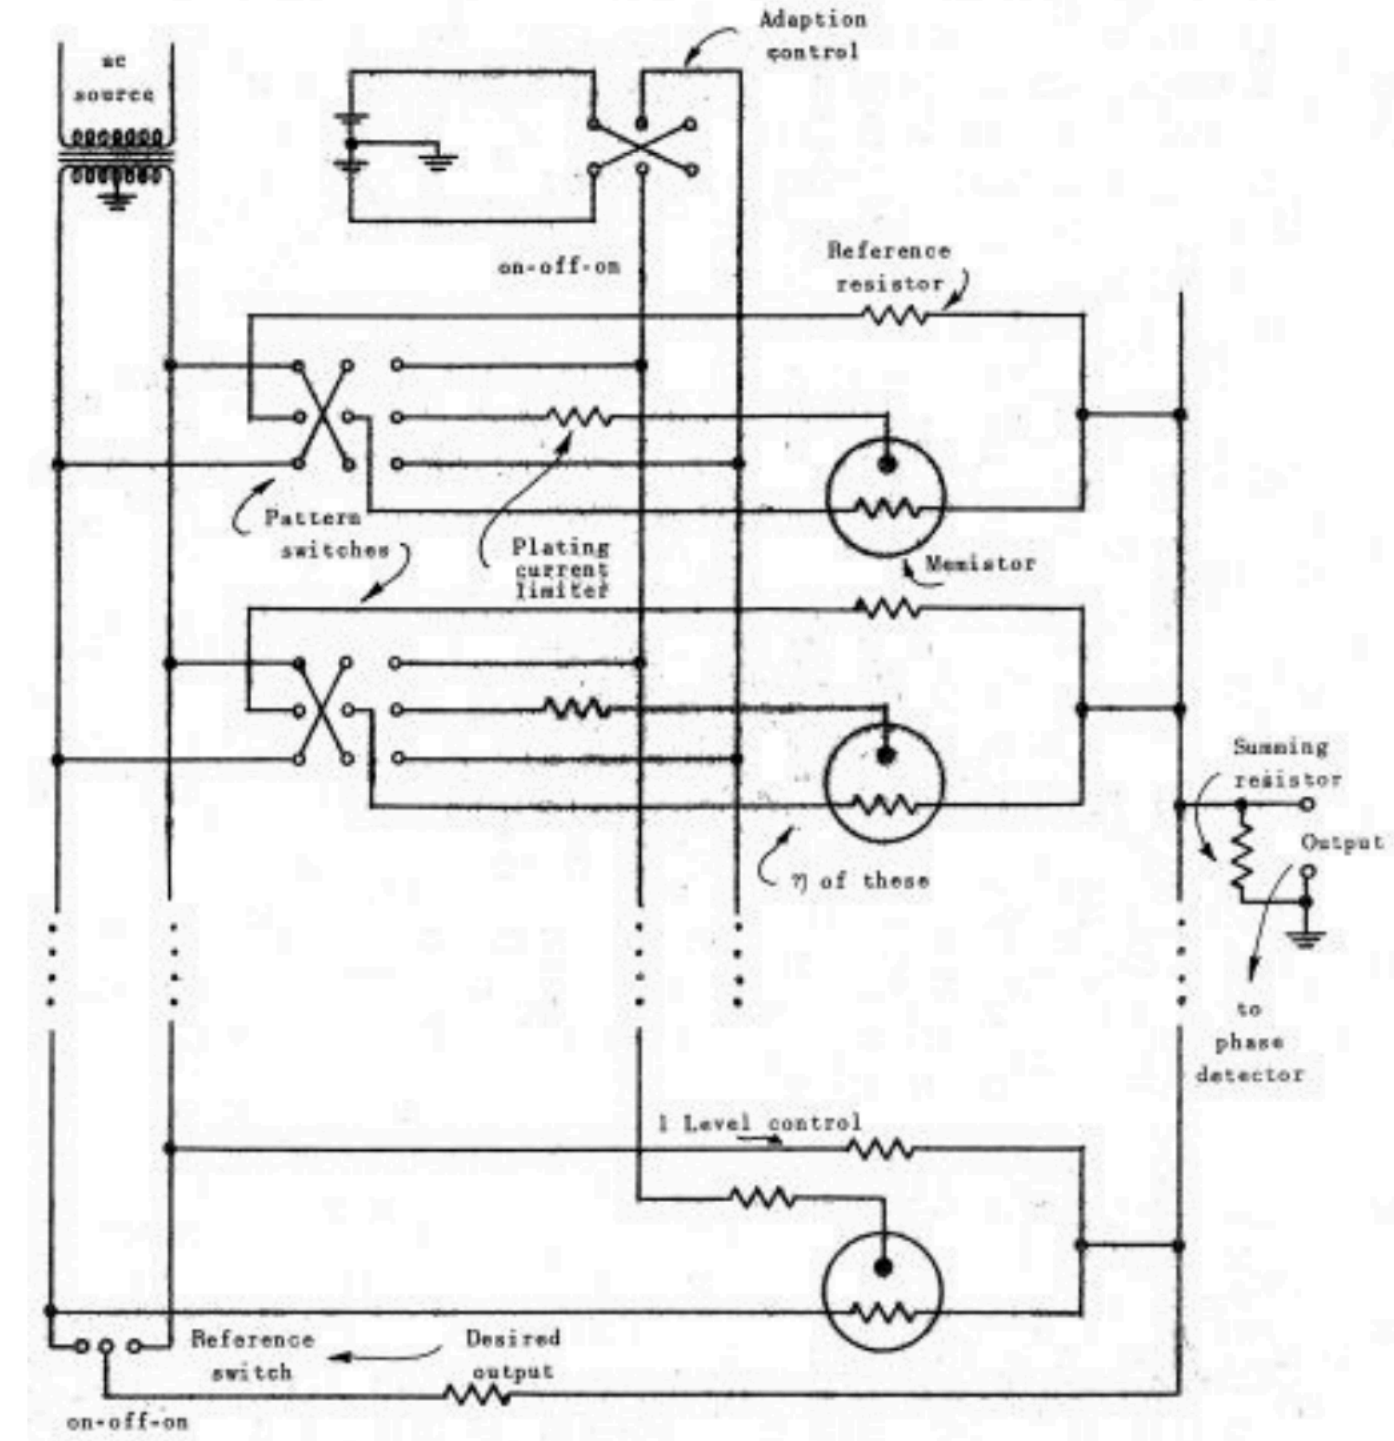 Adaption
control
ac
source
on-off-on
Reference
resistor
Pattern
switches
Plating
current
limiter
Memistor
Summing
resistor
Output
η of these
to
phase
detector
1 Level control
Reference
switch
Desired
output
on-off-on